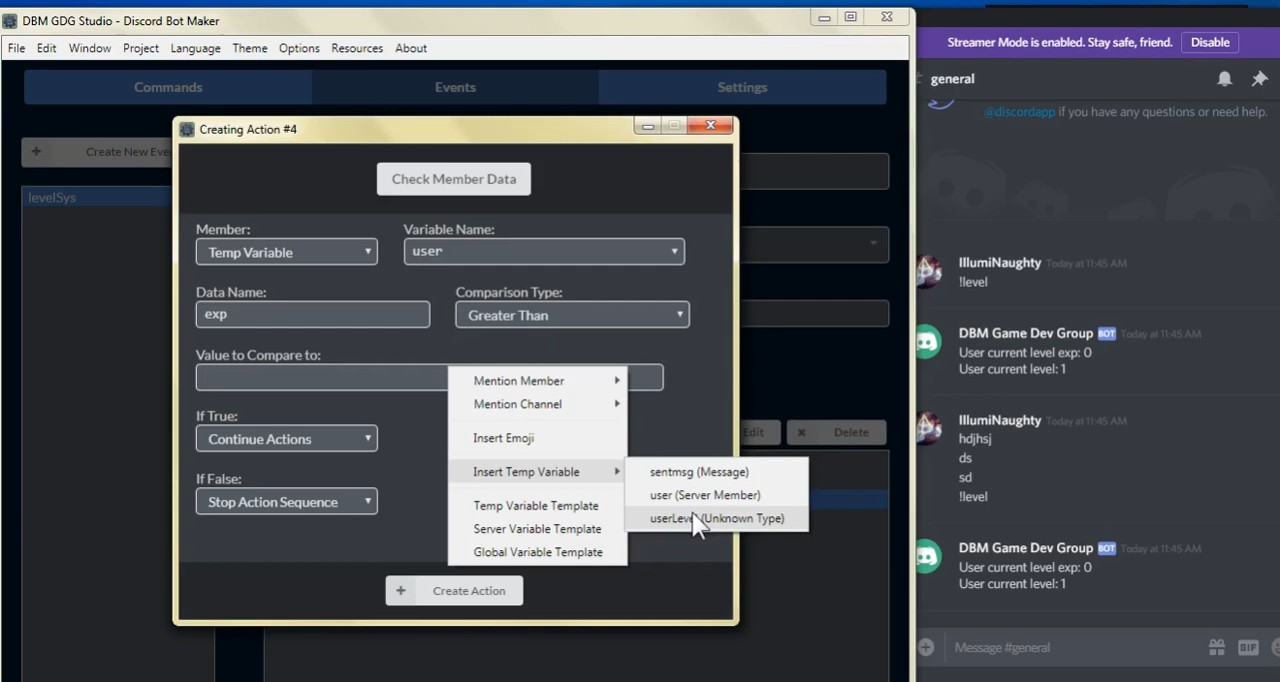 DBM GDG Studio - Discord Bot Maker
File Edit Window Project Language Theme Options Resources About
Commands Events Settings
Create New Eve
levelSys
Creating Action #4
Check Member Data
Member: Variable Name:
Temp Variable user
Data Name: Comparison Type:
exp Greater Than
Value to Compare to:
If True:
Continue Actions
If False:
Stop Action Sequence
Create Action
Mention Member
Mention Channel
Insert Emoji
Insert Temp Variable
Temp Variable Template
Server Variable Template
Global Variable Template
sentmsg (Message)
user (Server Member)
userLevel (Unknown Type)
Edit Delete
Streamer Mode is enabled. Stay safe, friend. Disable
general
@discordapp if you have any questions or need help.
IllumiNaughty Today at 11:45 AM
!level
DBM Game Dev Group BOT Today at 11:45 AM
User current level exp: 0
User current level: 1
IllumiNaughty Today at 11:45 AM
hdjhsj
ds
sd
!level
DBM Game Dev Group BOT Today at 11:45 AM
User current level exp: 0
User current level: 1
Message #general
GIF